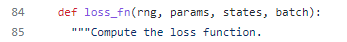 84 def loss_fn(rng, params, states, batch):
85 """Compute the loss function.